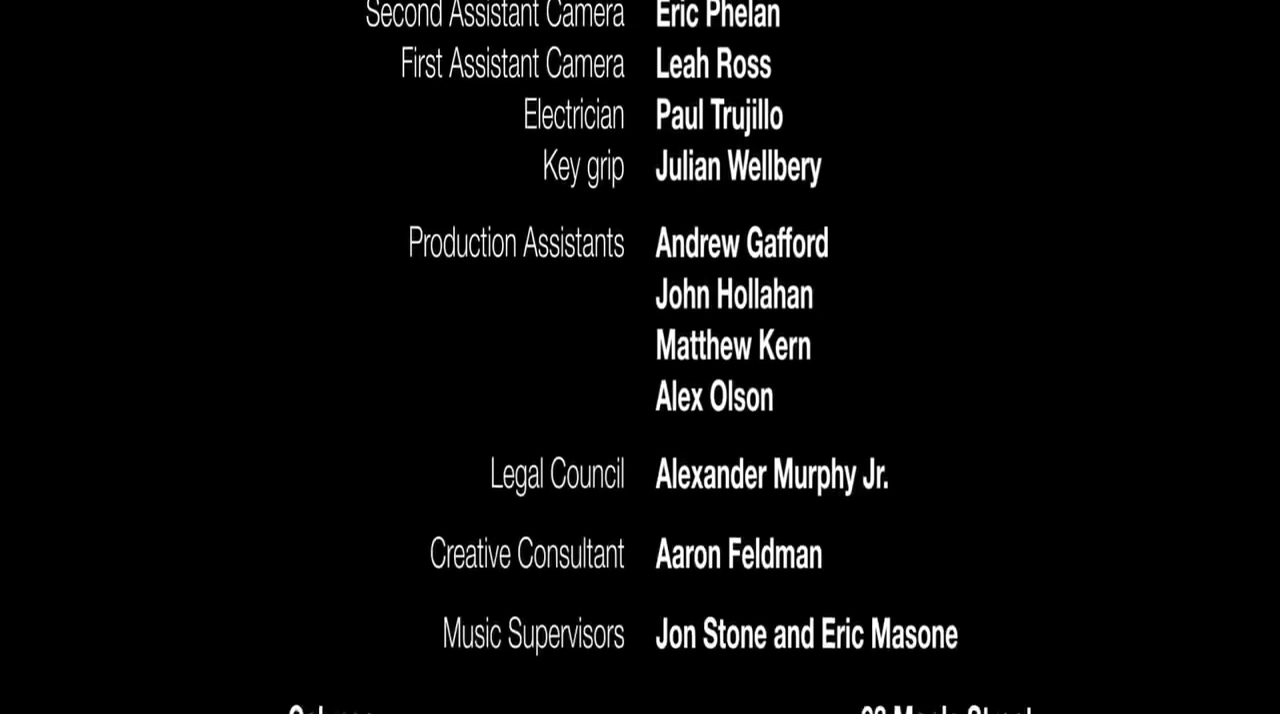 Second Assistant Camera Eric Phelan
First Assistant Camera Leah Ross
Electrician Paul Trujillo
Key grip Julian Wellbery
Production Assistants Andrew Gafford
John Hollahan
Matthew Kern
Alex Olson
Legal Council Alexander Murphy Jr.
Creative Consultant Aaron Feldman
Music Supervisors Jon Stone and Eric Masone